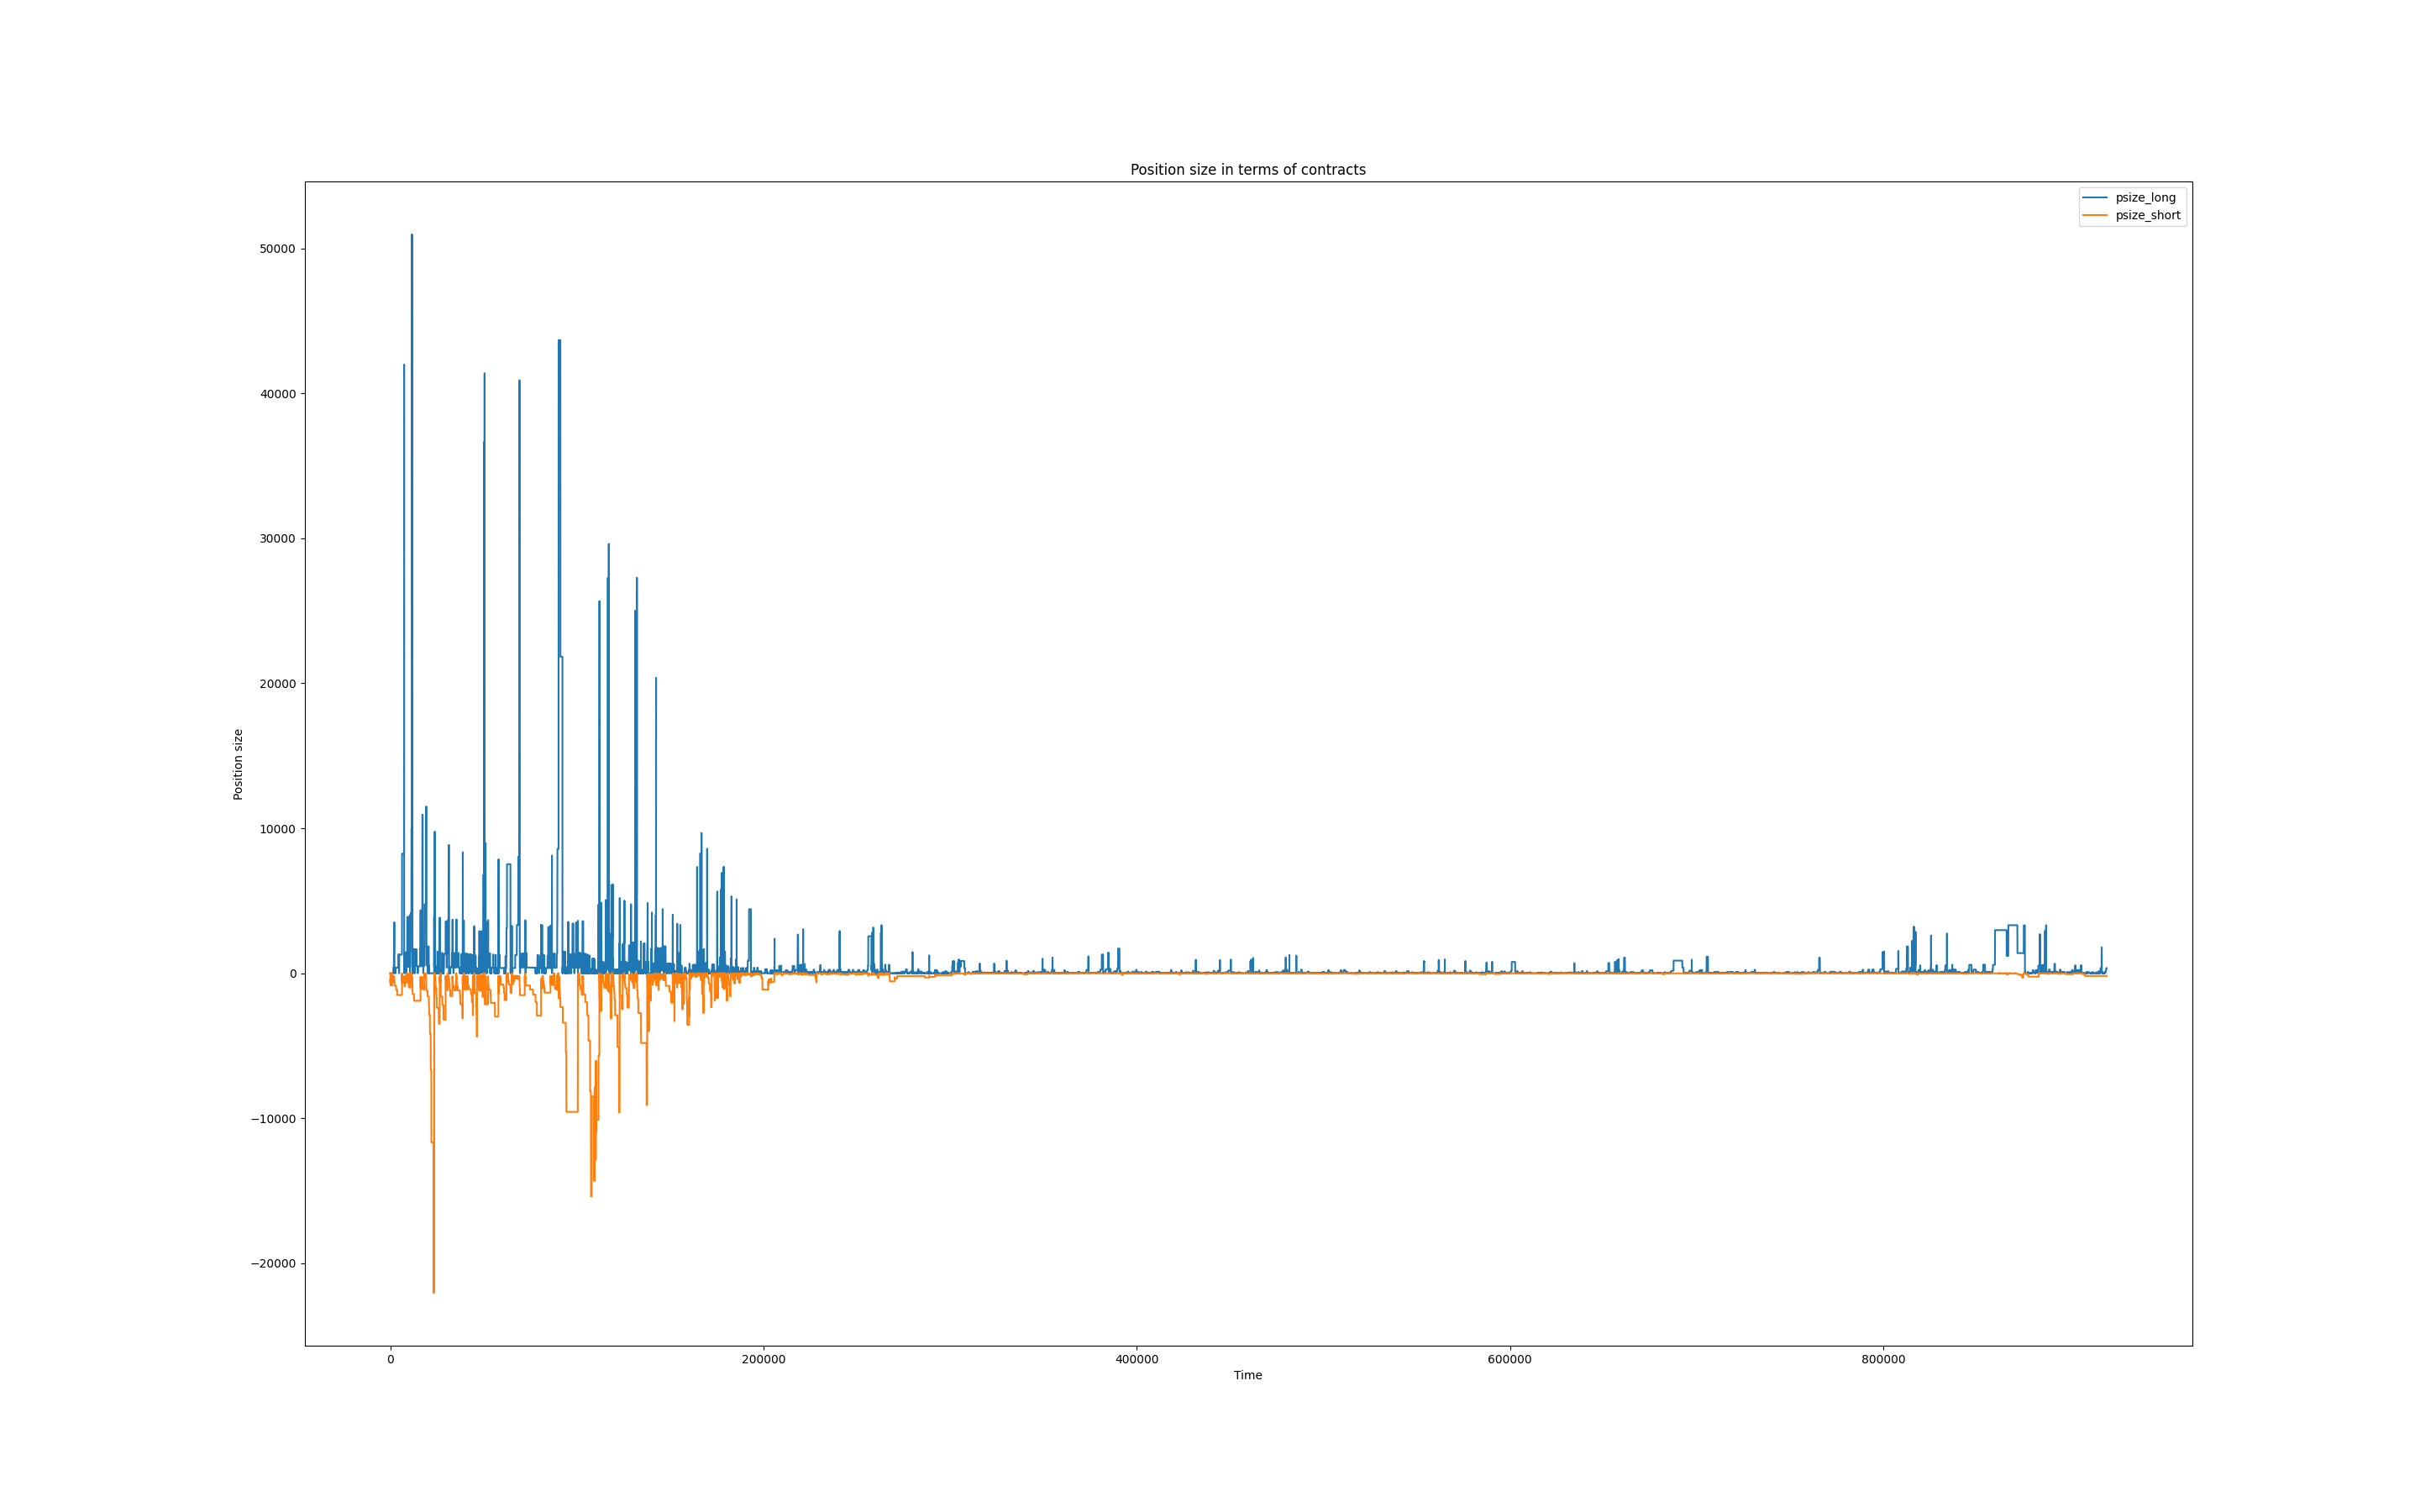 Position size in terms of contracts
psize_long
psize_short
50000
40000
30000
20000
10000
0
−10000
−20000
Position size
0
200000
400000
600000
800000
Time